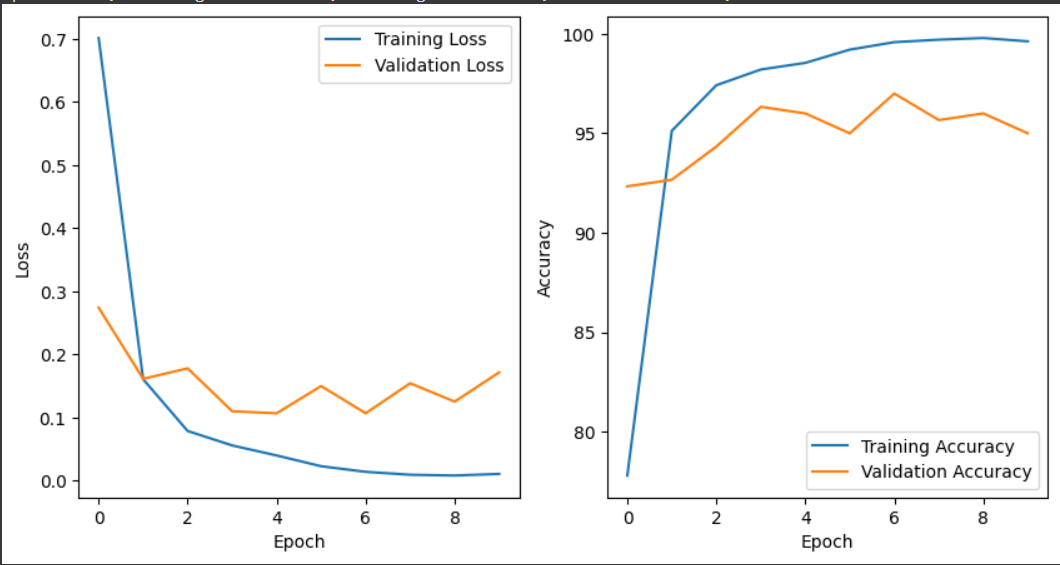 Training Loss
Validation Loss
0.7
0.6
0.5
0.4
0.3
0.2
0.1
0.0
Loss
0 2 4 6 8
Epoch
100
95
90
85
80
Accuracy
Training Accuracy
Validation Accuracy
0 2 4 6 8
Epoch